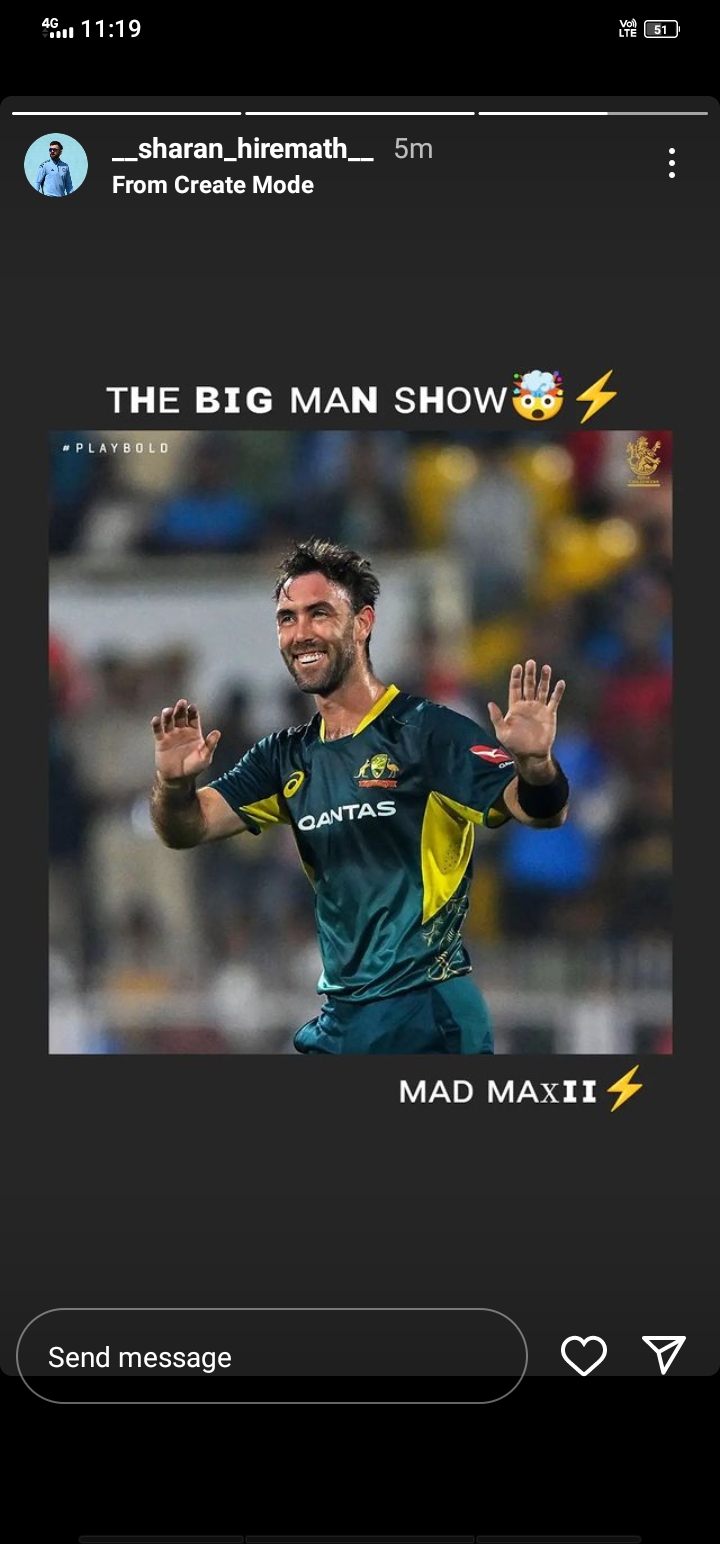 4G 11:19 Vo) LTE 51
__sharan_hiremath__ 5m
From Create Mode
THE BIG MAN SHOW🤯⚡
#PLAYBOLD
QANTAS
MAD MAxII⚡
Send message